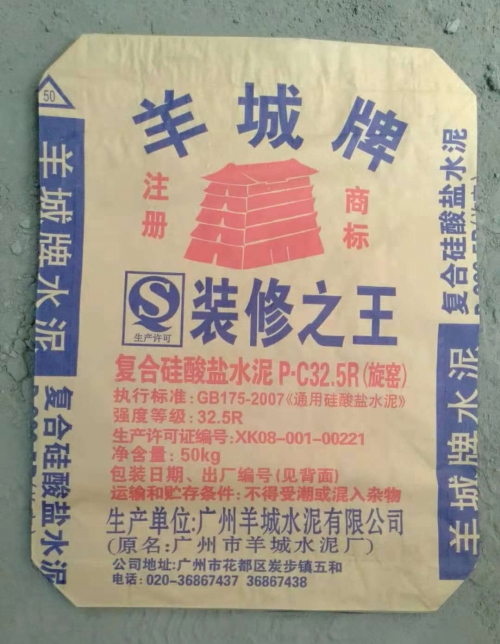 羊城牌
注册
商标
生产许可
装修之王
复合硅酸盐水泥 P·C32.5R(旋窑)
执行标准:GB175-2007《通用硅酸盐水泥》
强度等级:32.5R
生产许可证编号:XK08-001-00221
净含量:50kg
包装日期、出厂编号(见背面)
运输和贮存条件:不得受潮或混入杂物
生产单位:广州羊城水泥有限公司
(原名:广州市羊城水泥厂)
公司地址:广州市花都区炭步镇五和
电话:020-36867437 36867438
50
羊城牌水泥
复合硅酸盐水泥
复合硅酸盐水泥
羊城牌水泥